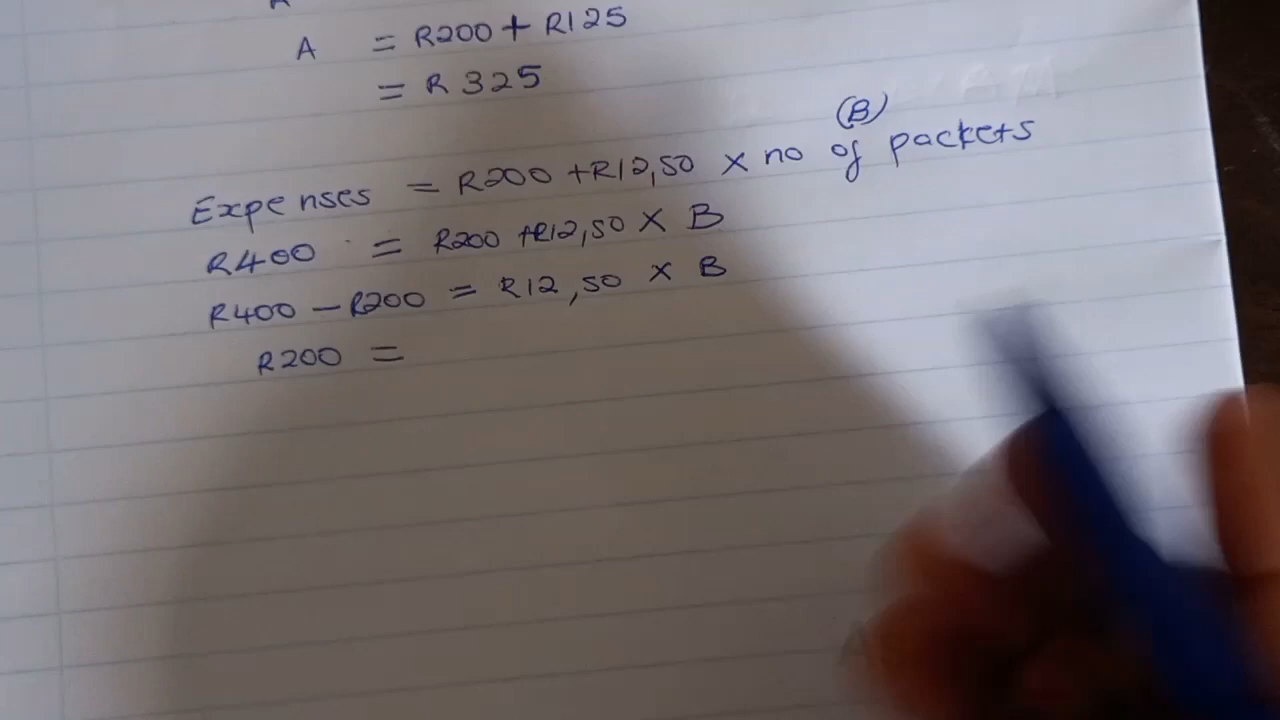 A = R200 + R125
= R325
(B)
Expenses = R200 + R12,50 x no of packets
R400 = R200 + R12,50 x B
R400 - R200 = R12,50 x B
R200 =